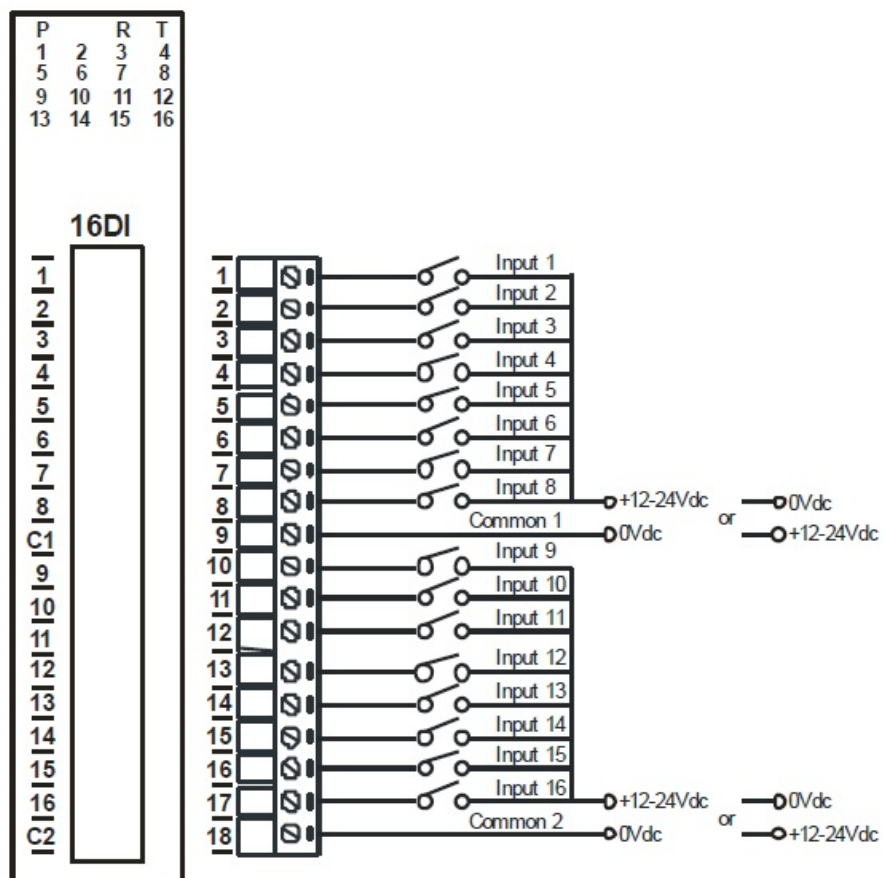 P R T
1 2 3 4
5 6 7 8
9 10 11 12
13 14 15 16
16DI
1
2
3
4
5
6
7
8
C1
9
10
11
12
13
14
15
16
C2
1 Input 1
2 Input 2
3 Input 3
4 Input 4
5 Input 5
6 Input 6
7 Input 7
8 Input 8 +12-24Vdc or 0Vdc
9 Common 1 0Vdc +12-24Vdc
10 Input 9
11 Input 10
12 Input 11
13 Input 12
14 Input 13
15 Input 14
16 Input 15
17 Input 16 +12-24Vdc or 0Vdc
18 Common 2 0Vdc +12-24Vdc